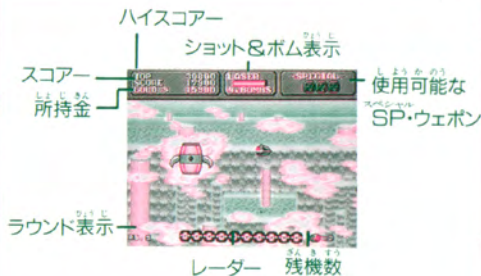 ハイスコアー
ショット&ボム表示
スコアー
所持金
使用可能な
SP・ウェポン
TOP
SCORE
GOLD
LASER
SPECIAL
ラウンド表示
レーダー
残機数